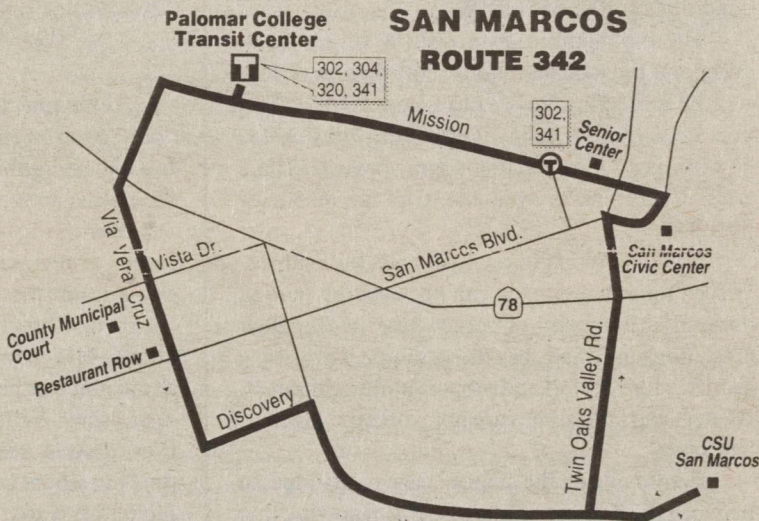 SAN MARCOS
ROUTE 342
Palomar College
Transit Center
T
302, 304,
320, 341
Mission
302,
341
T
Senior
Center
San Marcos
Civic Center
Via Vera Cruz
Vista Dr.
San Marcos Blvd.
78
County Municipal
Court
Restaurant Row
Discovery
Twin Oaks Valley Rd.
CSU
San Marcos